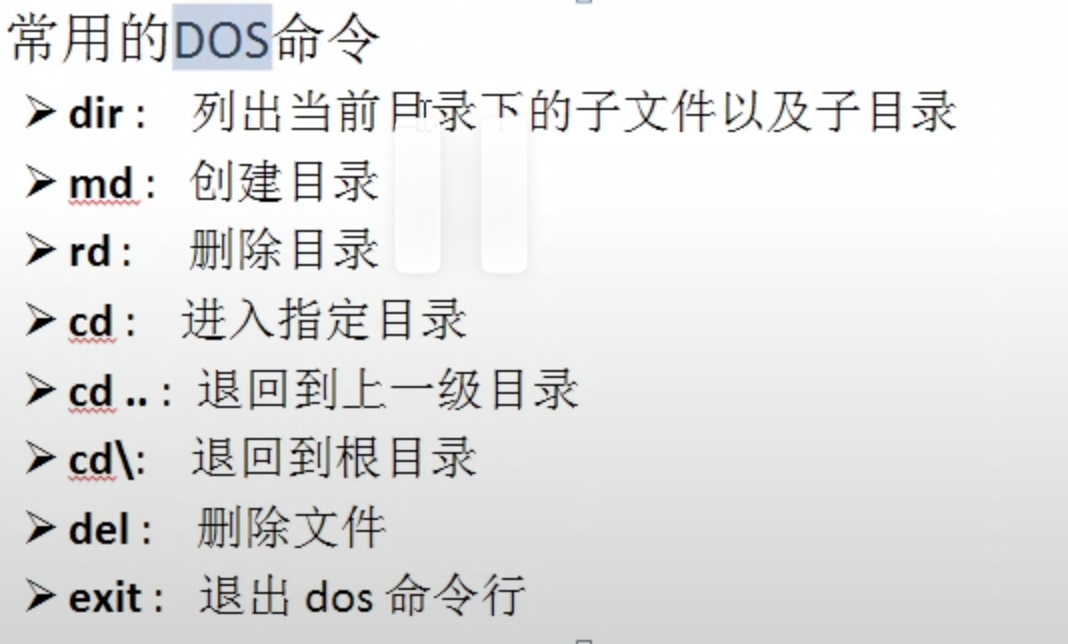 常用的DOS命令
➢ dir : 列出当前目录下的子文件以及子目录
➢ md : 创建目录
➢ rd : 删除目录
➢ cd : 进入指定目录
➢ cd .. : 退回到上一级目录
➢ cd\: 退回到根目录
➢ del : 删除文件
➢ exit : 退出 dos 命令行